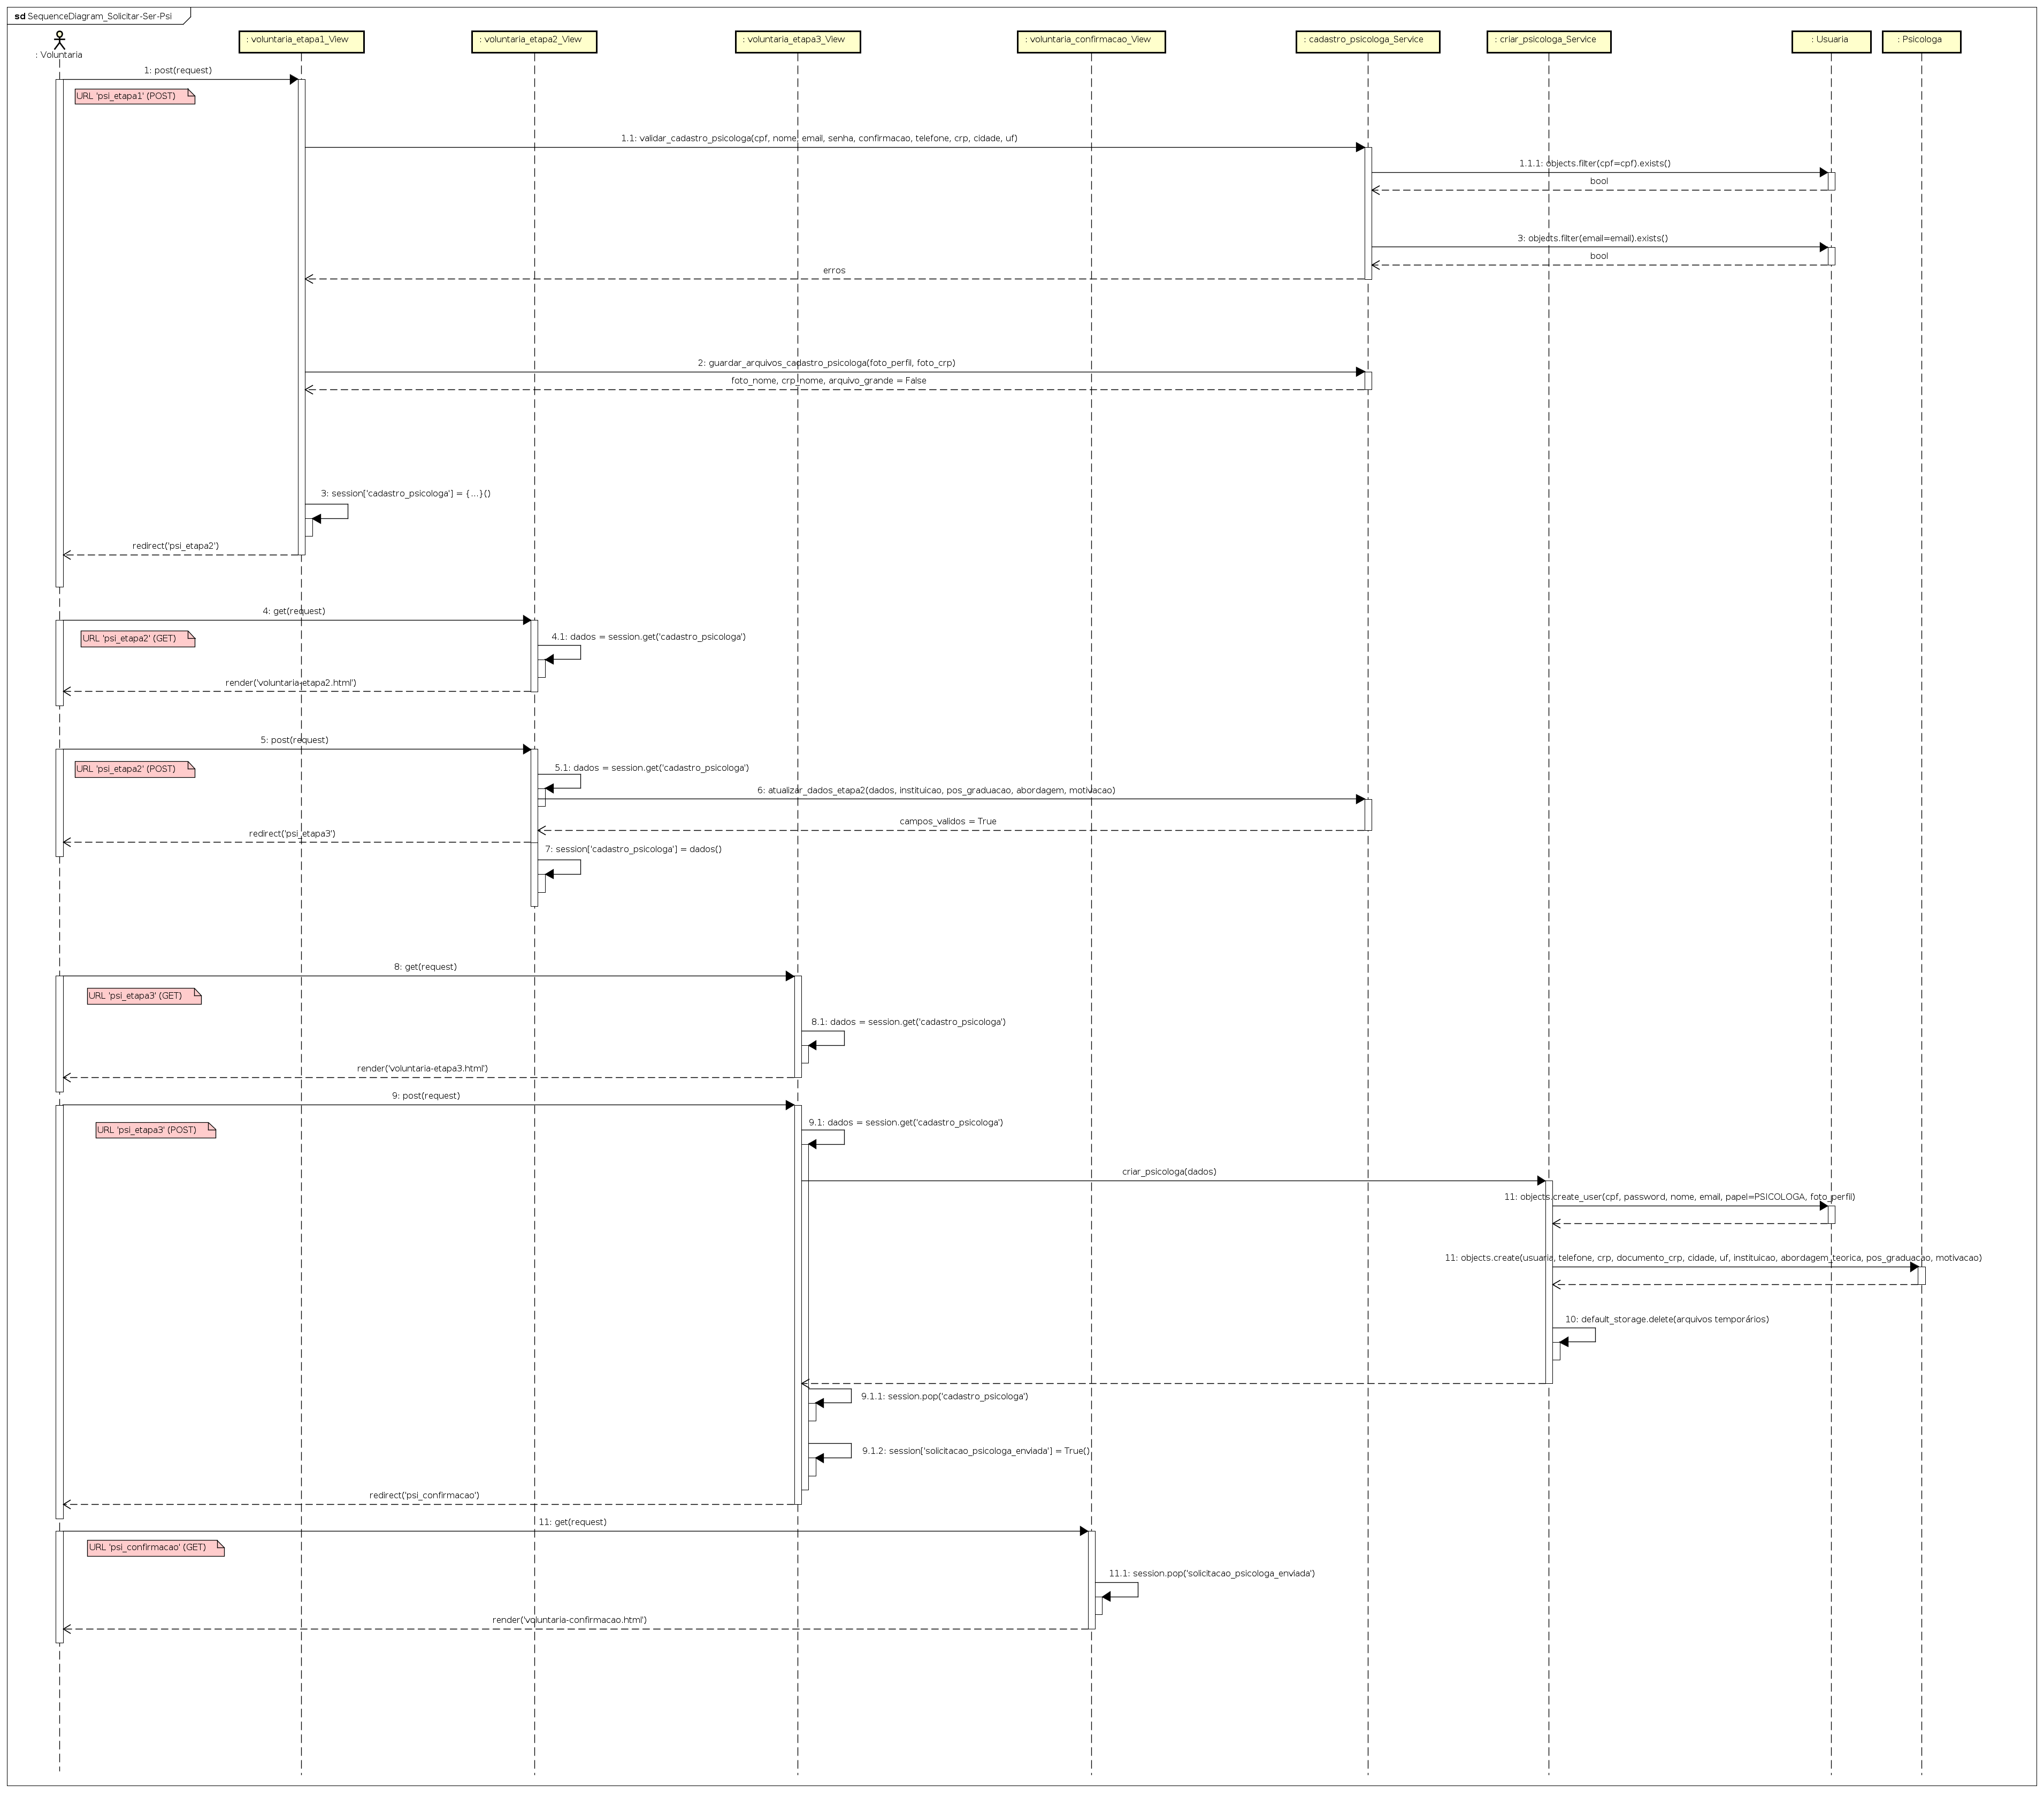 sd SequenceDiagram_Solicitar-Ser-Psi
: Voluntaria
: voluntaria_etapa1_View
: voluntaria_etapa2_View
: voluntaria_etapa3_View
: voluntaria_confirmacao_View
: cadastro_psicologa_Service
: criar_psicologa_Service
: Usuaria
: Psicologa
1: post(request)
URL 'psi_etapa1' (POST)
1.1: validar_cadastro_psicologa(cpf, nome, email, senha, confirmacao, telefone, crp, cidade, uf)
1.1.1: objects.filter(cpf=cpf).exists()
bool
3: objects.filter(email=email).exists()
bool
erros
2: guardar_arquivos_cadastro_psicologa(foto_perfil, foto_crp)
foto_nome, crp_nome, arquivo_grande = False
3: session['cadastro_psicologa'] = {...}()
redirect('psi_etapa2')
4: get(request)
URL 'psi_etapa2' (GET)
4.1: dados = session.get('cadastro_psicologa')
render('voluntaria-etapa2.html')
5: post(request)
URL 'psi_etapa2' (POST)
5.1: dados = session.get('cadastro_psicologa')
6: atualizar_dados_etapa2(dados, instituicao, pos_graduacao, abordagem, motivacao)
campos_validos = True
redirect('psi_etapa3')
7: session['cadastro_psicologa'] = dados()
8: get(request)
URL 'psi_etapa3' (GET)
8.1: dados = session.get('cadastro_psicologa')
render('voluntaria-etapa3.html')
9: post(request)
URL 'psi_etapa3' (POST)
9.1: dados = session.get('cadastro_psicologa')
criar_psicologa(dados)
11: objects.create_user(cpf, password, nome, email, papel=PSICOLOGA, foto_perfil)
11: objects.create(usuaria, telefone, crp, documento_crp, cidade, uf, instituicao, abordagem_teorica, pos_graduacao, motivacao)
10: default_storage.delete(arquivos temporários)
9.1.1: session.pop('cadastro_psicologa')
9.1.2: session['solicitacao_psicologa_enviada'] = True()
redirect('psi_confirmacao')
11: get(request)
URL 'psi_confirmacao' (GET)
11.1: session.pop('solicitacao_psicologa_enviada')
render('voluntaria-confirmacao.html')